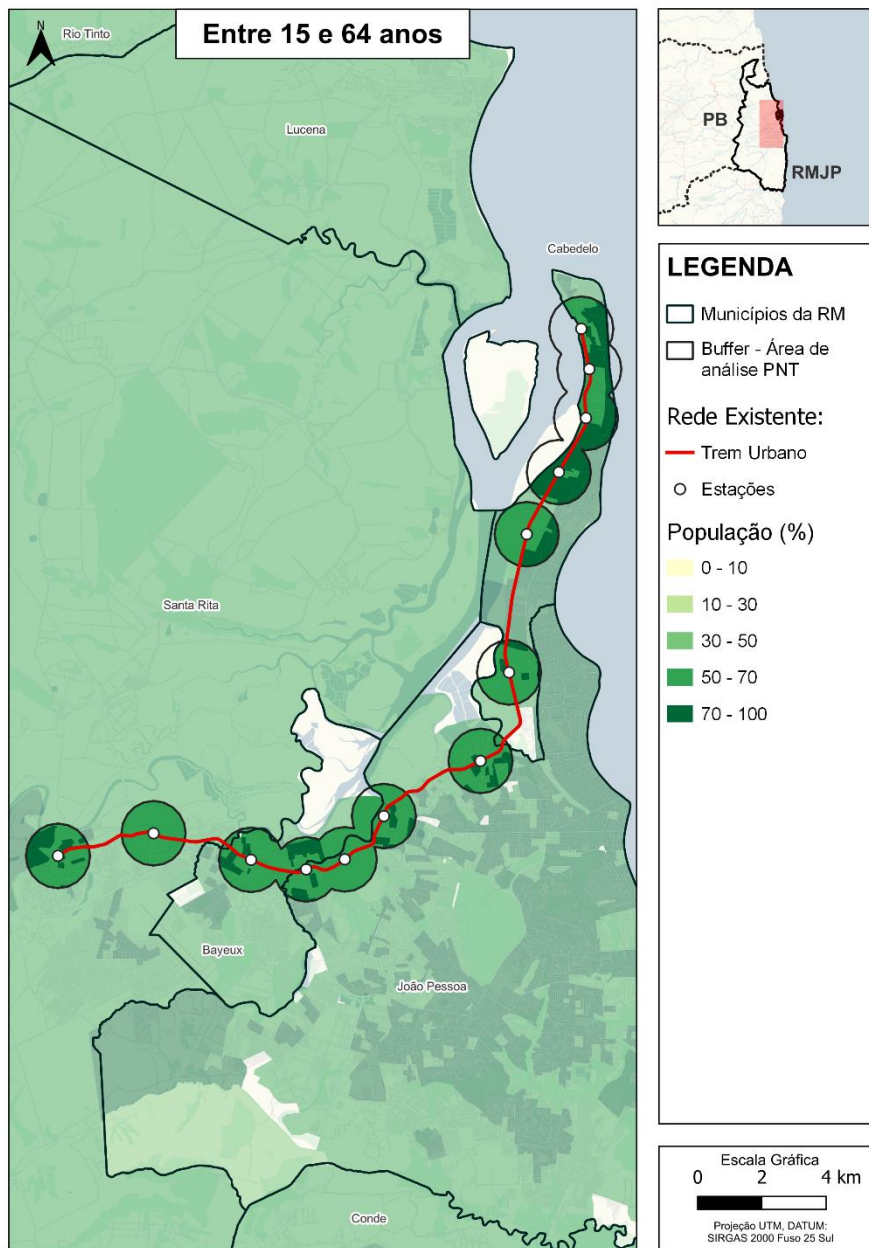 Entre 15 e 64 anos
N
Rio Tinto
Lucena
Cabedelo
Santa Rita
Bayeux
João Pessoa
Conde
PB
RMJP
LEGENDA
Municípios da RM
Buffer - Área de
análise PNT
Rede Existente:
Trem Urbano
Estações
População (%)
0 - 10
10 - 30
30 - 50
50 - 70
70 - 100
Escala Gráfica
0 2 4 km
Projeção UTM, DATUM:
SIRGAS 2000 Fuso 25 Sul